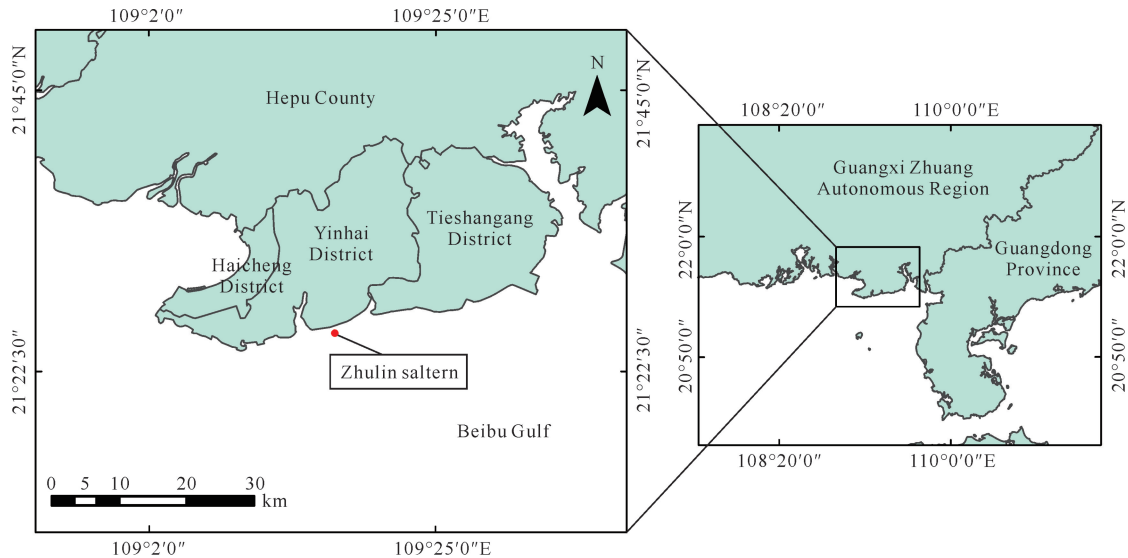 109°2′0″
109°25′0″E
21°45′0″N
Hepu County
N
21°45′0″N
Yinhai
District
Tieshangang
District
Haicheng
District
21°22′30″
Zhulin saltern
21°22′30″
Beibu Gulf
0 5 10 20 30
km
109°2′0″
109°25′0″E
108°20′0″
110°0′0″E
Guangxi Zhuang
Autonomous Region
22°0′0″N
Guangdong
Province
22°0′0″N
20°50′0″
20°50′0″
108°20′0″
110°0′0″E